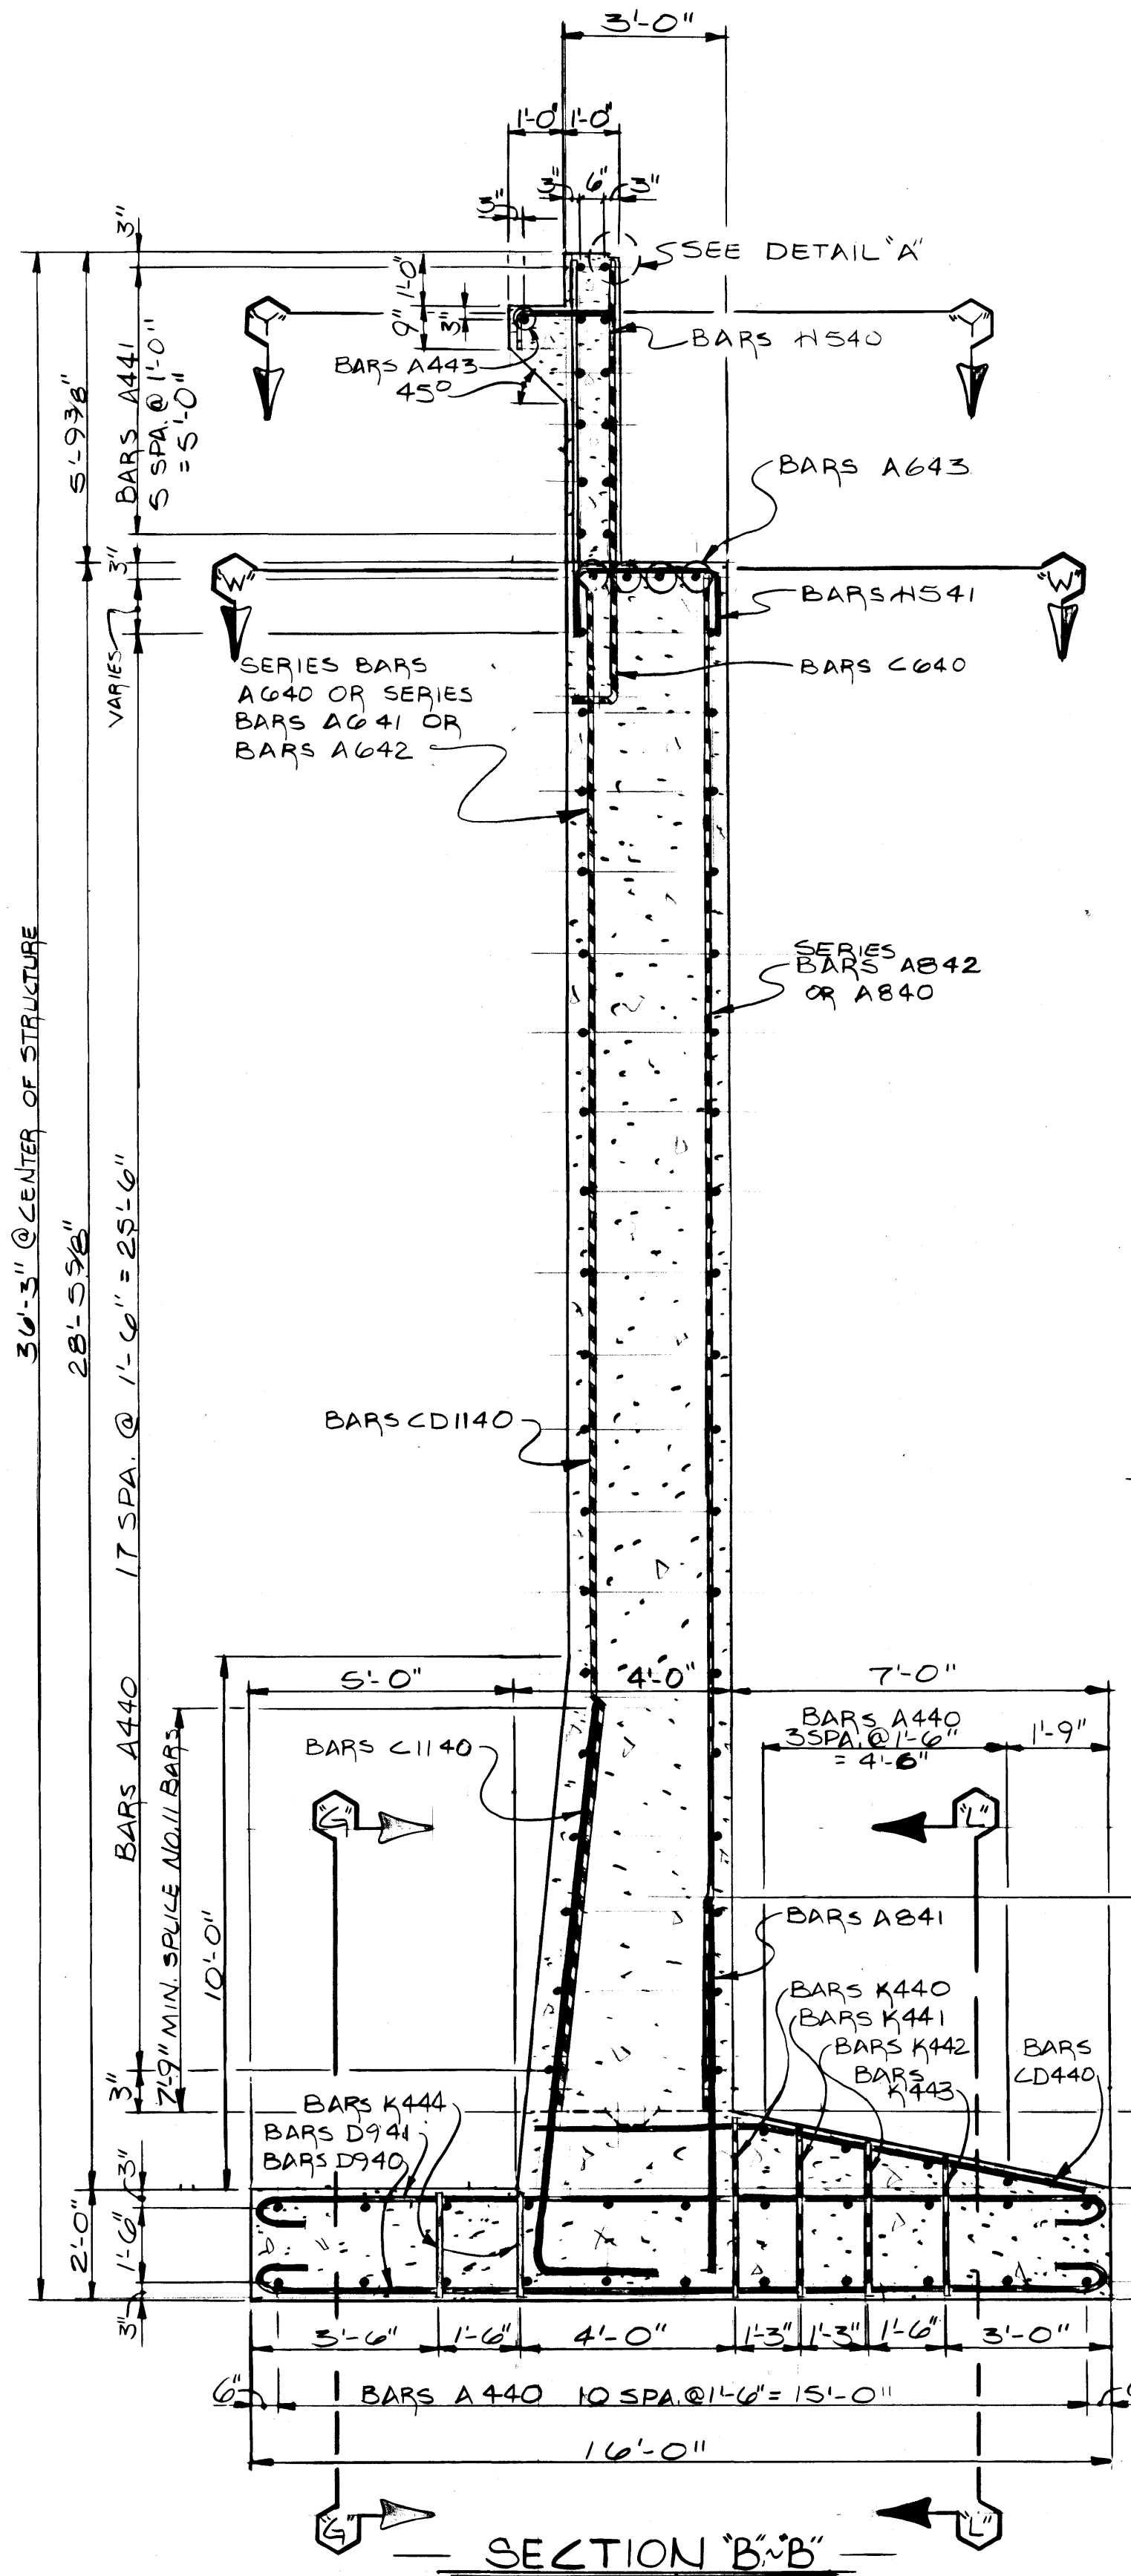 3'-0"
1'-0" 1'-0"
3" 6" 3"
3"
3"
SEE DETAIL "A"
1'-0"
9"
3"
BARS H540
BARS A443
45°
5'-9 3/8"
BARS A441
5 SPA. @ 1'-0"
= 5'-0"
BARS A643
3"
"W" "W"
BARS H541
VARIES
BARS C640
SERIES BARS
A640 OR SERIES
BARS A641 OR
BARS A642
SERIES
BARS A842
OR A840
36'-3" @ CENTER OF STRUCTURE
28'-5 5/8"
BARS A440 17 SPA. @ 1'-6" = 25'-6"
BARS CD1140
5'-0" 4'-0" 7'-0"
BARS A440
3 SPA. @ 1'-6"
= 4'-6"
1'-9"
BARS C1140
7'-9" MIN. SPLICE NO. 11 BARS
10'-0"
"G" "L"
BARS A841
BARS K440
BARS K441
BARS K442
BARS
K443
BARS
CD440
3"
BARS K444
BARS D941
BARS D940
3"
2'-0"
1'-6"
3"
3'-6" 1'-6" 4'-0" 1'-3" 1'-3" 1'-6" 3'-0"
6" BARS A440 10 SPA. @ 1'-6" = 15'-0"
16'-0"
"G" "L"
SECTION "B"~"B"